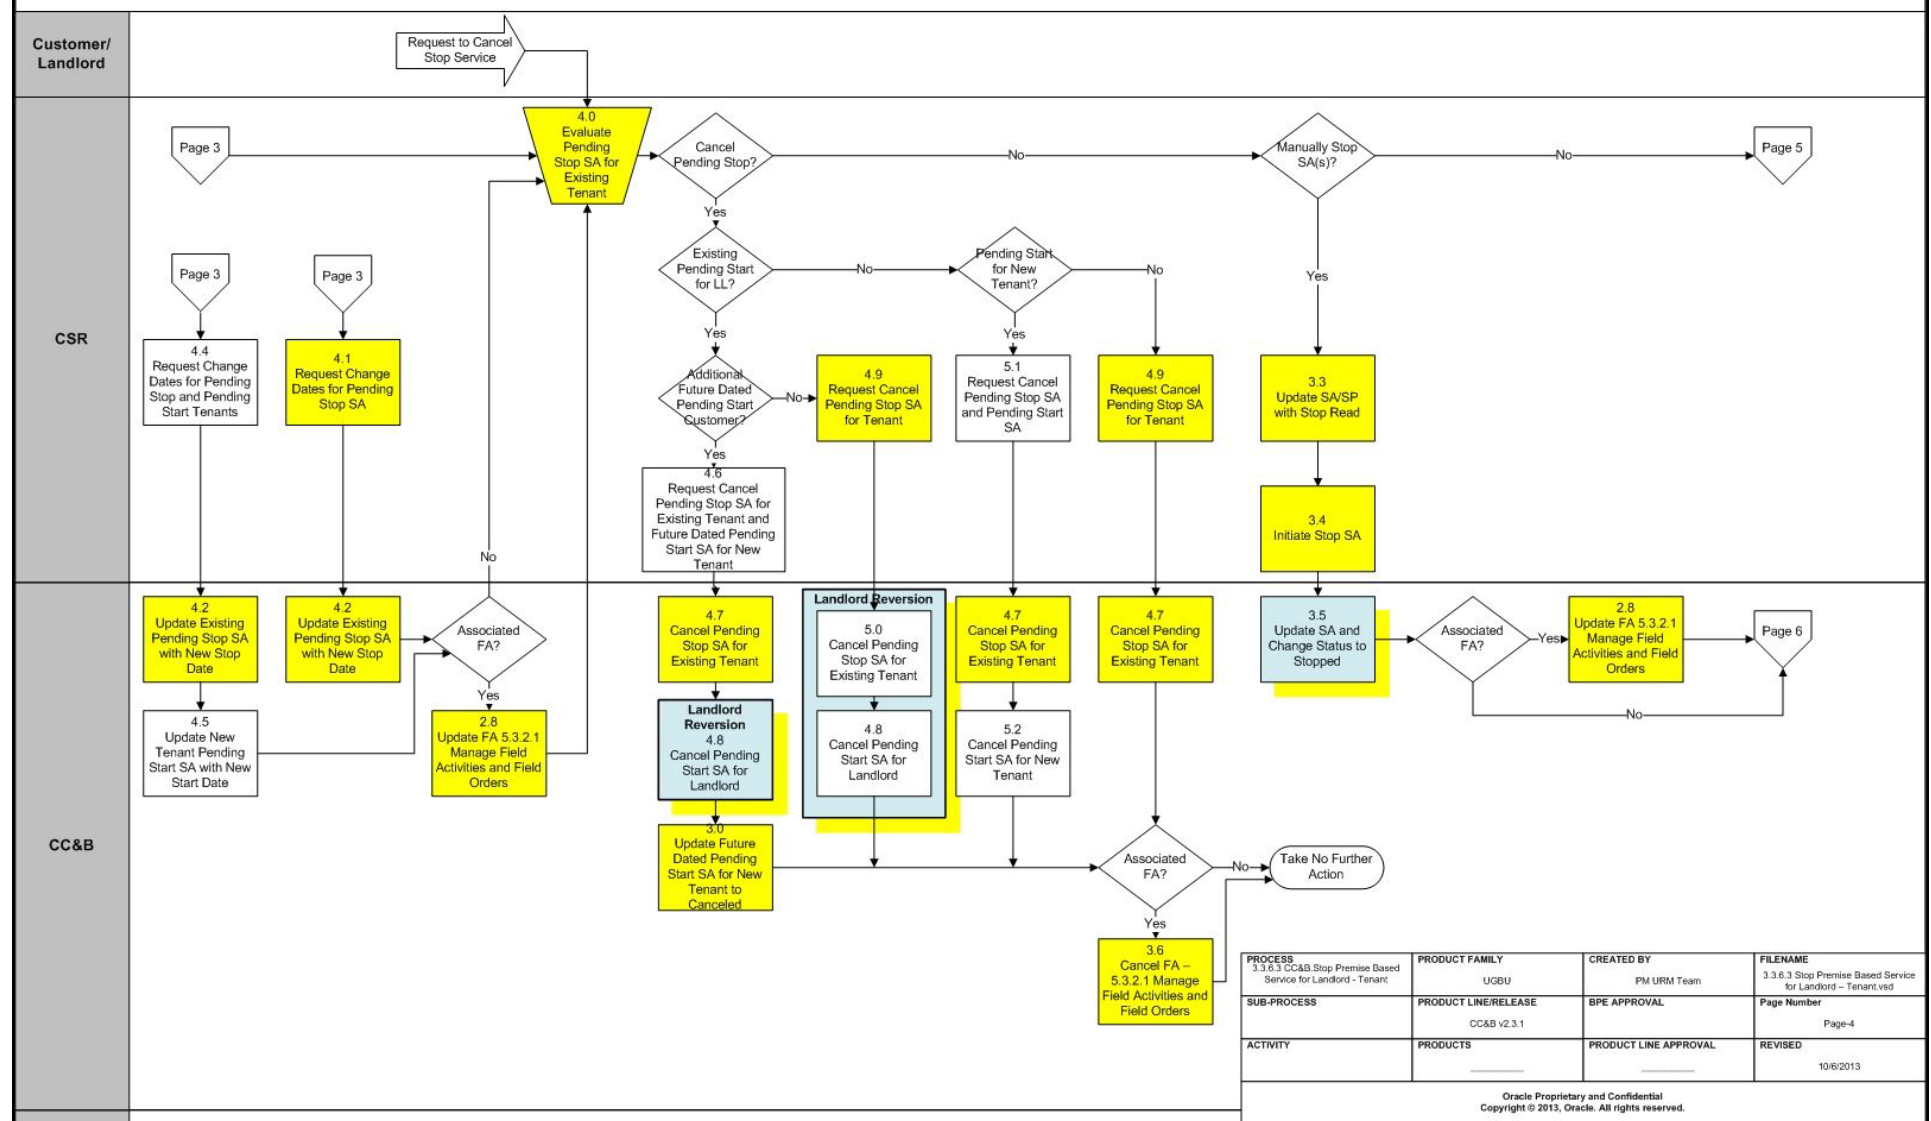 Customer/
Landlord
Request to Cancel
Stop Service
CSR
Page 3
4.0
Evaluate
Pending
Stop SA for
Existing
Tenant
Cancel
Pending Stop?
No
Manually Stop
SA(s)?
No
Page 5
Yes
Page 3
Page 3
Existing
Pending Start
for LL?
No
Pending Start
for New
Tenant?
No
Yes
Yes
Yes
4.4
Request Change
Dates for Pending
Stop and Pending
Start Tenants
4.1
Request Change
Dates for Pending
Stop SA
Additional
Future Dated
Pending Start
Customer?
No
4.9
Request Cancel
Pending Stop SA
for Tenant
5.1
Request Cancel
Pending Stop SA
and Pending Start
SA
4.9
Request Cancel
Pending Stop SA
for Tenant
3.3
Update SA/SP
with Stop Read
Yes
4.6
Request Cancel
Pending Stop SA for
Existing Tenant and
Future Dated Pending
Start SA for New
Tenant
3.4
Initiate Stop SA
No
CC&B
4.2
Update Existing
Pending Stop SA
with New Stop
Date
4.2
Update Existing
Pending Stop SA
with New Stop
Date
Associated
FA?
Yes
4.5
Update New
Tenant Pending
Start SA with New
Start Date
2.8
Update FA 5.3.2.1
Manage Field
Activities and Field
Orders
4.7
Cancel Pending
Stop SA for
Existing Tenant
Landlord
Reversion
4.8
Cancel Pending
Start SA for
Landlord
3.0
Update Future
Dated Pending
Start SA for New
Tenant to
Canceled
Landlord Reversion
5.0
Cancel Pending
Stop SA for
Existing Tenant
4.8
Cancel Pending
Start SA for
Landlord
4.7
Cancel Pending
Stop SA for
Existing Tenant
5.2
Cancel Pending
Start SA for New
Tenant
4.7
Cancel Pending
Stop SA for
Existing Tenant
3.5
Update SA and
Change Status to
Stopped
Associated
FA?
Yes
2.8
Update FA 5.3.2.1
Manage Field
Activities and Field
Orders
Page 6
No
Associated
FA?
No
Take No Further
Action
Yes
3.6
Cancel FA –
5.3.2.1 Manage
Field Activities and
Field Orders
PROCESS
3.3.6.3 CC&B.Stop Premise Based
Service for Landlord - Tenant
PRODUCT FAMILY
UGBU
CREATED BY
PM URM Team
FILENAME
3.3.6.3 Stop Premise Based Service
for Landlord – Tenant.vsd
SUB-PROCESS
PRODUCT LINE/RELEASE
CC&B v2.3.1
BPE APPROVAL
Page Number
Page-4
ACTIVITY
PRODUCTS
PRODUCT LINE APPROVAL
REVISED
10/6/2013
Oracle Proprietary and Confidential
Copyright © 2013, Oracle. All rights reserved.